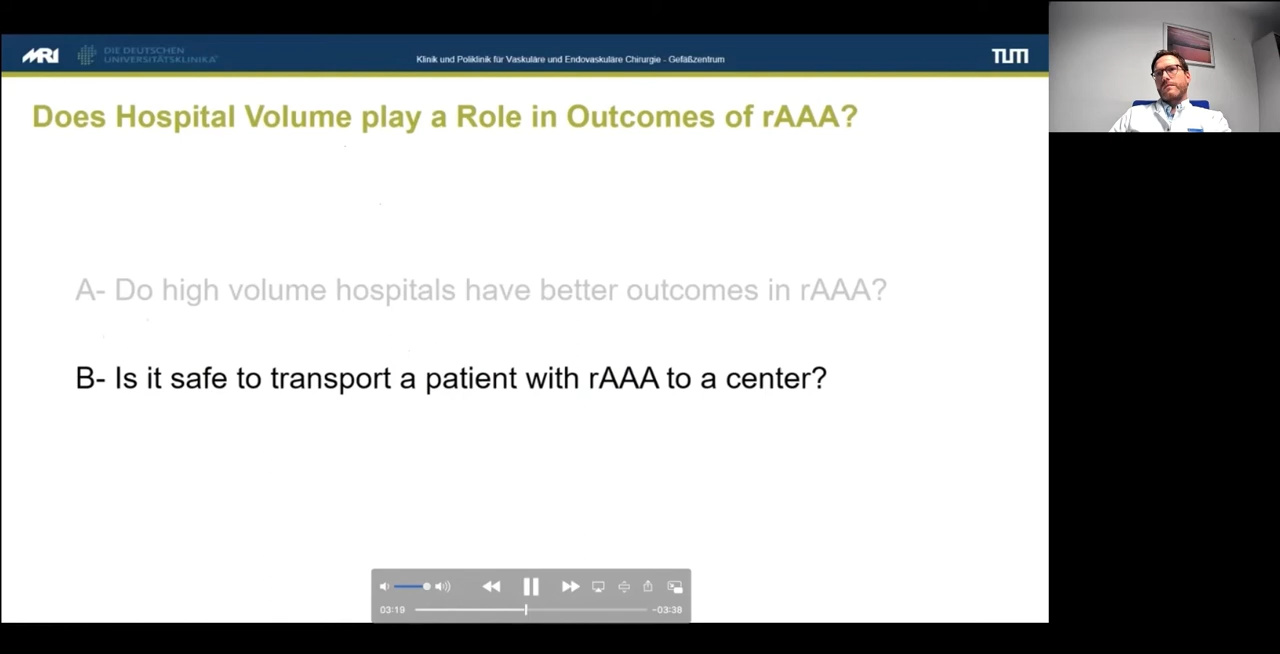 MRI
DIE DEUTSCHEN
UNIVERSITÄTSKLINIKA
Klinik und Poliklinik für Vaskuläre und Endovaskuläre Chirurgie - Gefäßzentrum
TUM
Does Hospital Volume play a Role in Outcomes of rAAA?
A- Do high volume hospitals have better outcomes in rAAA?
B- Is it safe to transport a patient with rAAA to a center?
03:19
−03:38